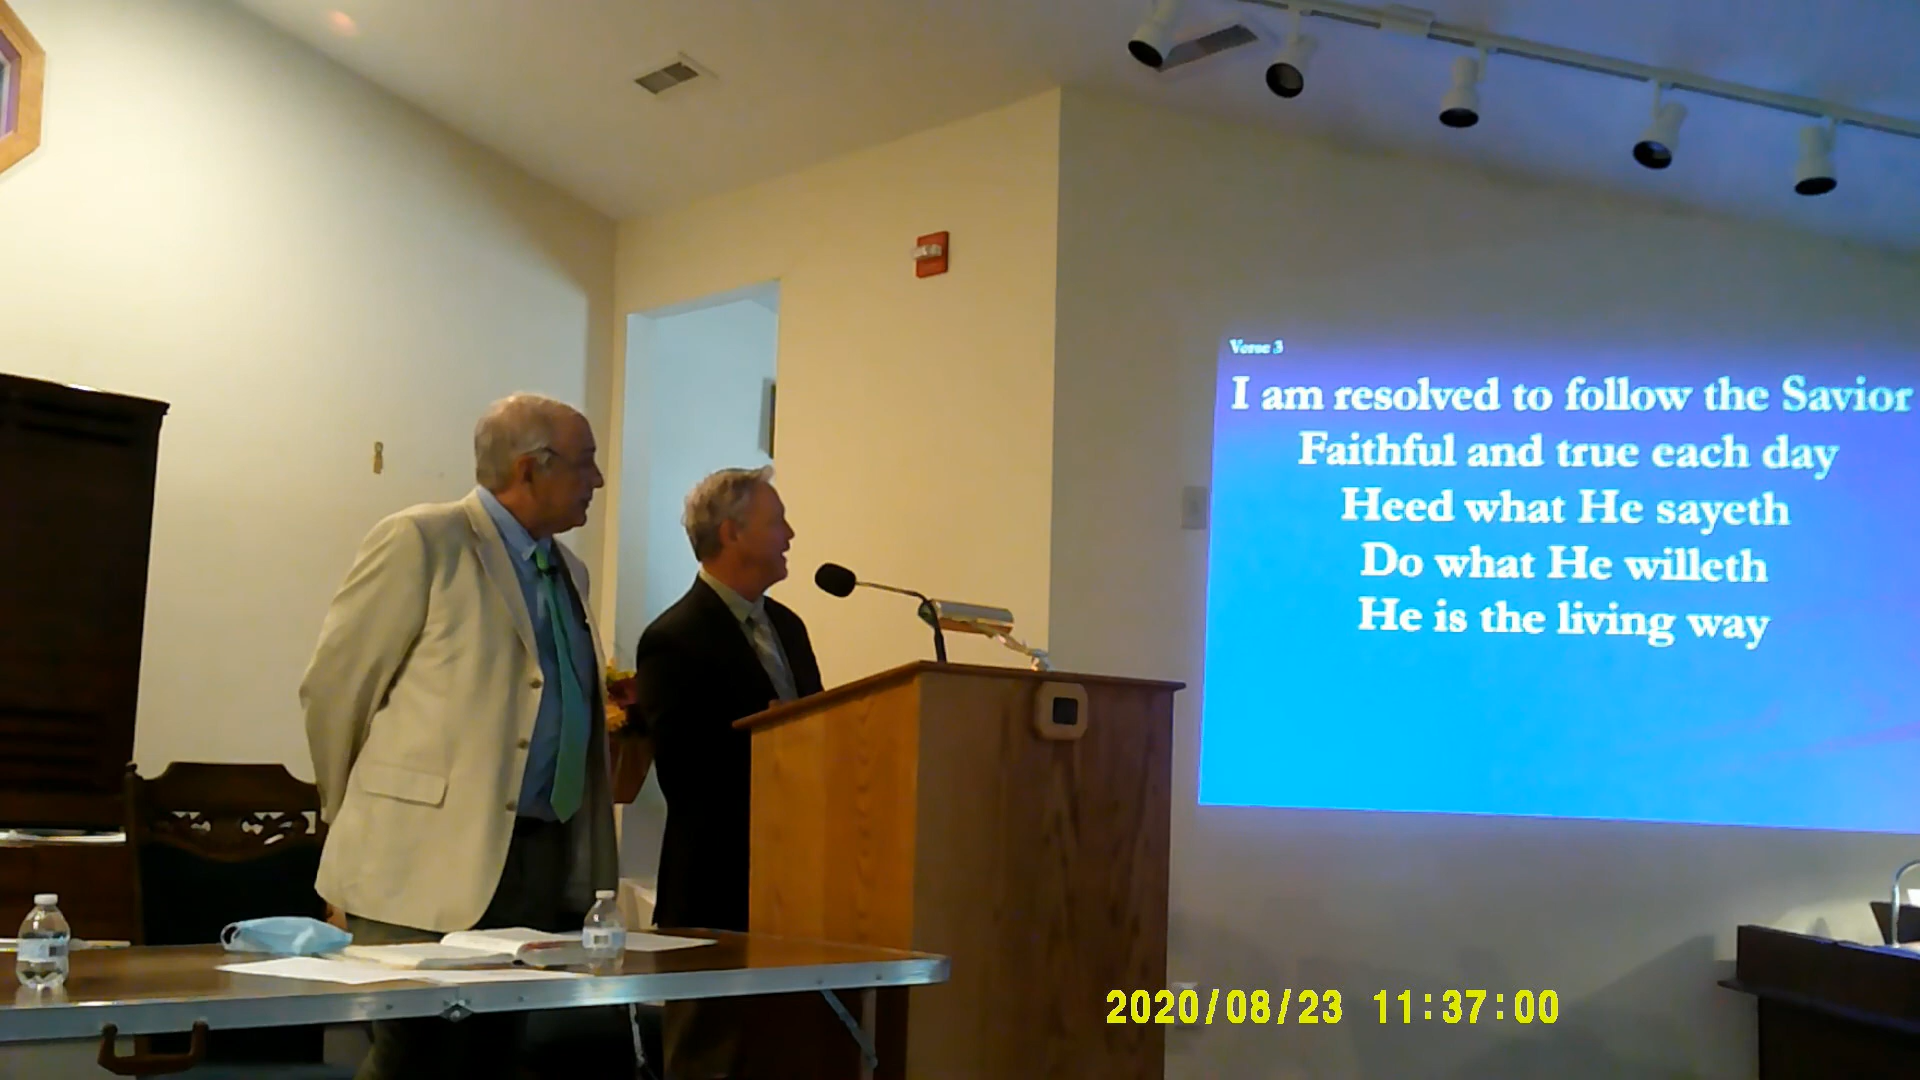 Verse 3
I am resolved to follow the Savior
Faithful and true each day
Heed what He sayeth
Do what He willeth
He is the living way
2020/08/23 11:37:00